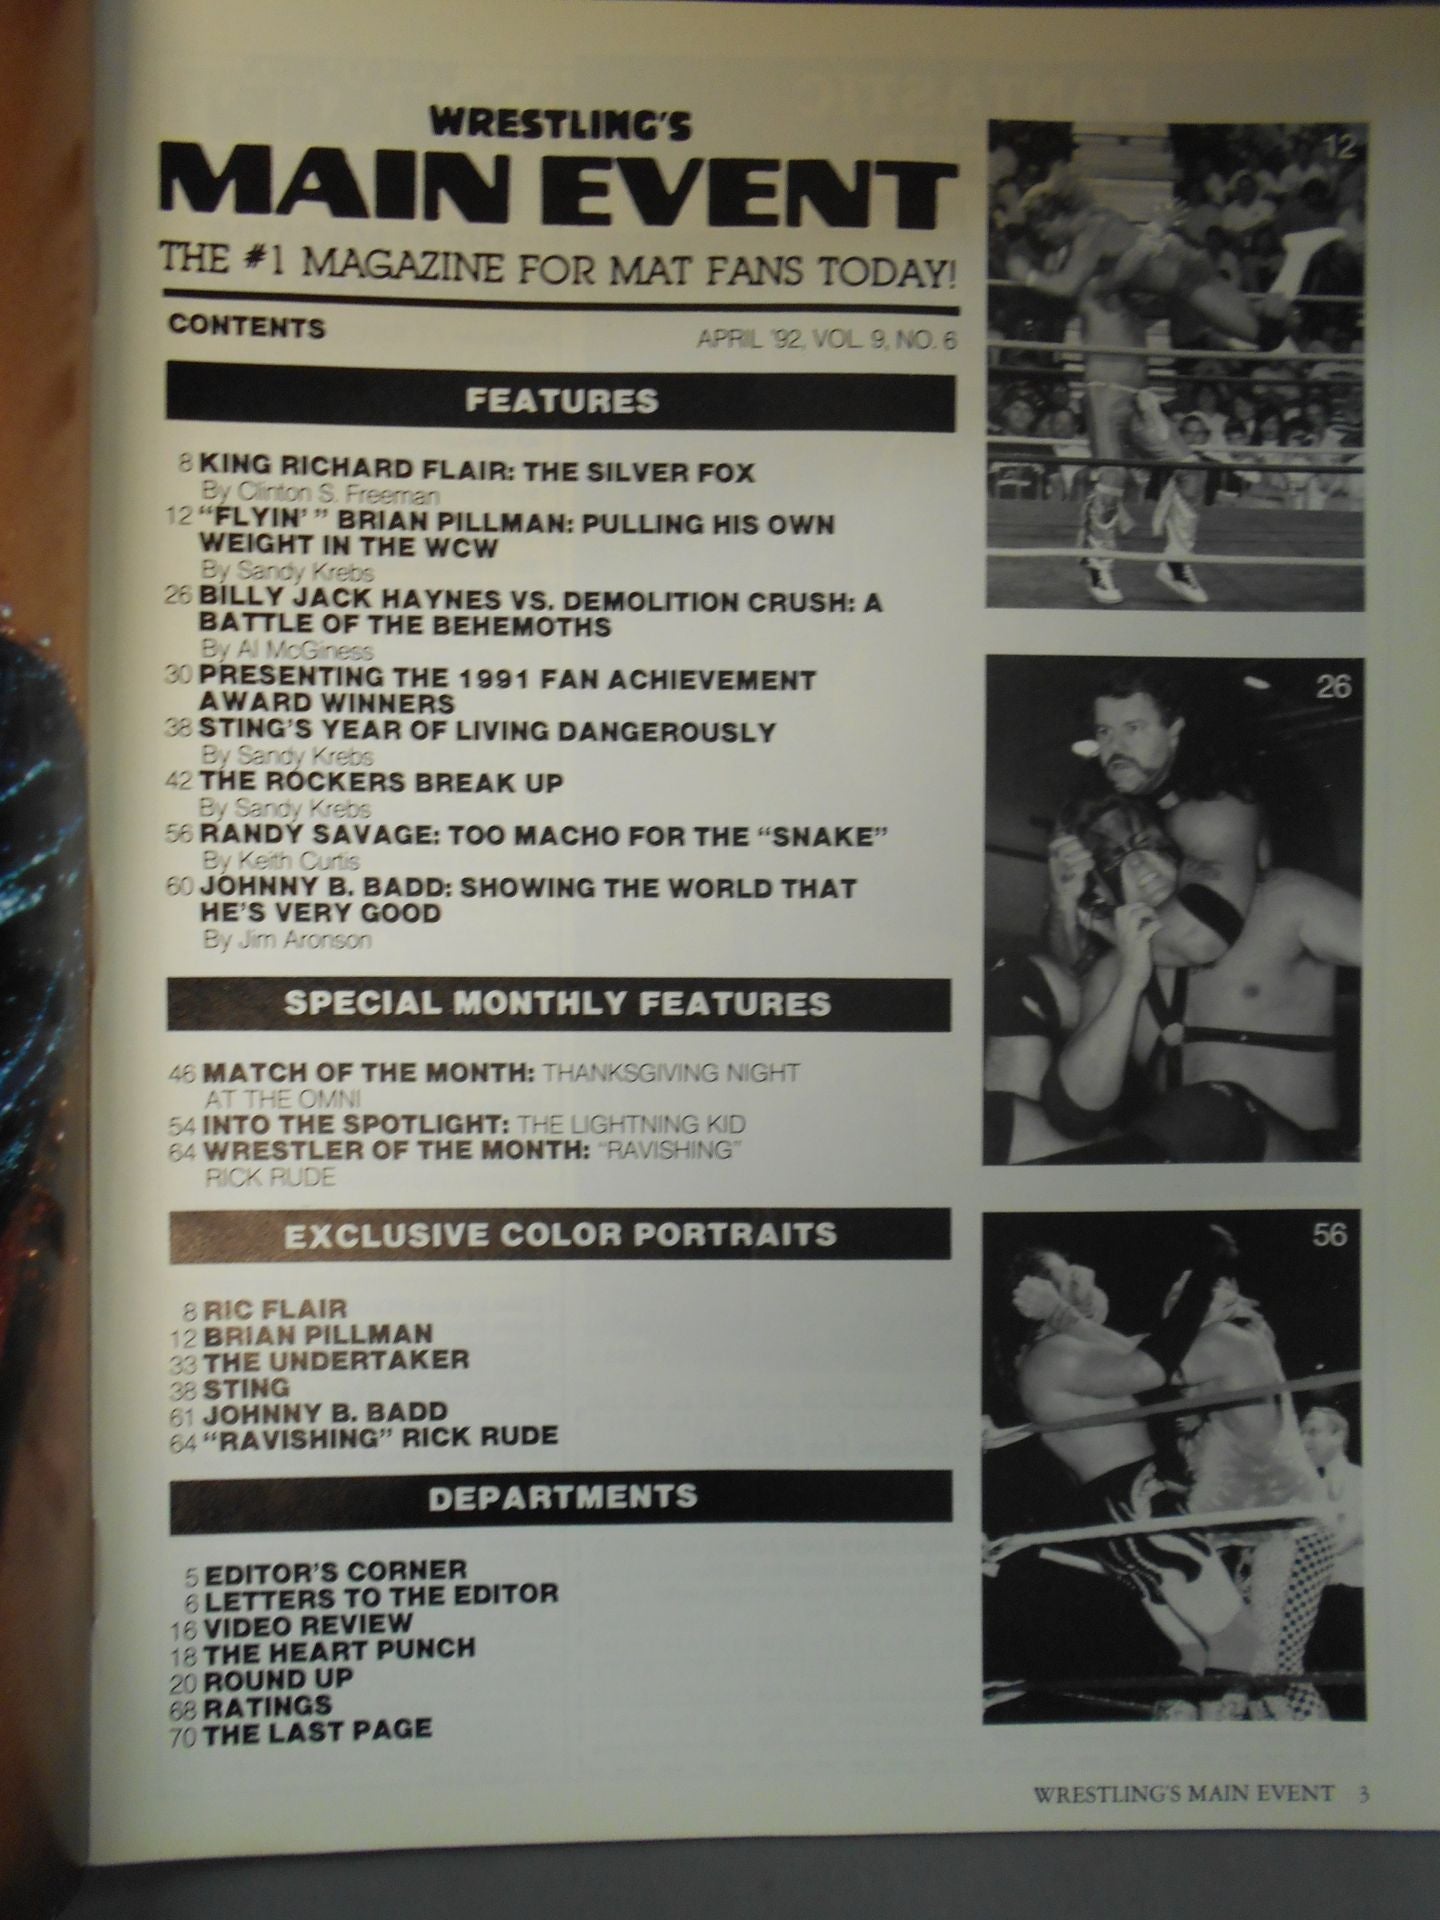 WRESTLING'S
MAIN EVENT
THE #1 MAGAZINE FOR MAT FANS TODAY!
CONTENTS
APRIL '92, VOL. 9, NO. 6
FEATURES
8 KING RICHARD FLAIR: THE SILVER FOX
By Clinton S. Freeman
12 "FLYIN' " BRIAN PILLMAN: PULLING HIS OWN
WEIGHT IN THE WCW
By Sandy Krebs
26 BILLY JACK HAYNES VS. DEMOLITION CRUSH: A
BATTLE OF THE BEHEMOTHS
By Al McGiness
30 PRESENTING THE 1991 FAN ACHIEVEMENT
AWARD WINNERS
38 STING'S YEAR OF LIVING DANGEROUSLY
By Sandy Krebs
42 THE ROCKERS BREAK UP
By Sandy Krebs
56 RANDY SAVAGE: TOO MACHO FOR THE "SNAKE"
By Keith Curtis
60 JOHNNY B. BADD: SHOWING THE WORLD THAT
HE'S VERY GOOD
By Jim Aronson
SPECIAL MONTHLY FEATURES
46 MATCH OF THE MONTH: THANKSGIVING NIGHT
AT THE OMNI
54 INTO THE SPOTLIGHT: THE LIGHTNING KID
64 WRESTLER OF THE MONTH: "RAVISHING"
RICK RUDE
EXCLUSIVE COLOR PORTRAITS
8 RIC FLAIR
12 BRIAN PILLMAN
33 THE UNDERTAKER
38 STING
61 JOHNNY B. BADD
64 "RAVISHING" RICK RUDE
DEPARTMENTS
5 EDITOR'S CORNER
6 LETTERS TO THE EDITOR
16 VIDEO REVIEW
18 THE HEART PUNCH
20 ROUND UP
68 RATINGS
70 THE LAST PAGE
12
26
56
WRESTLING'S MAIN EVENT 3